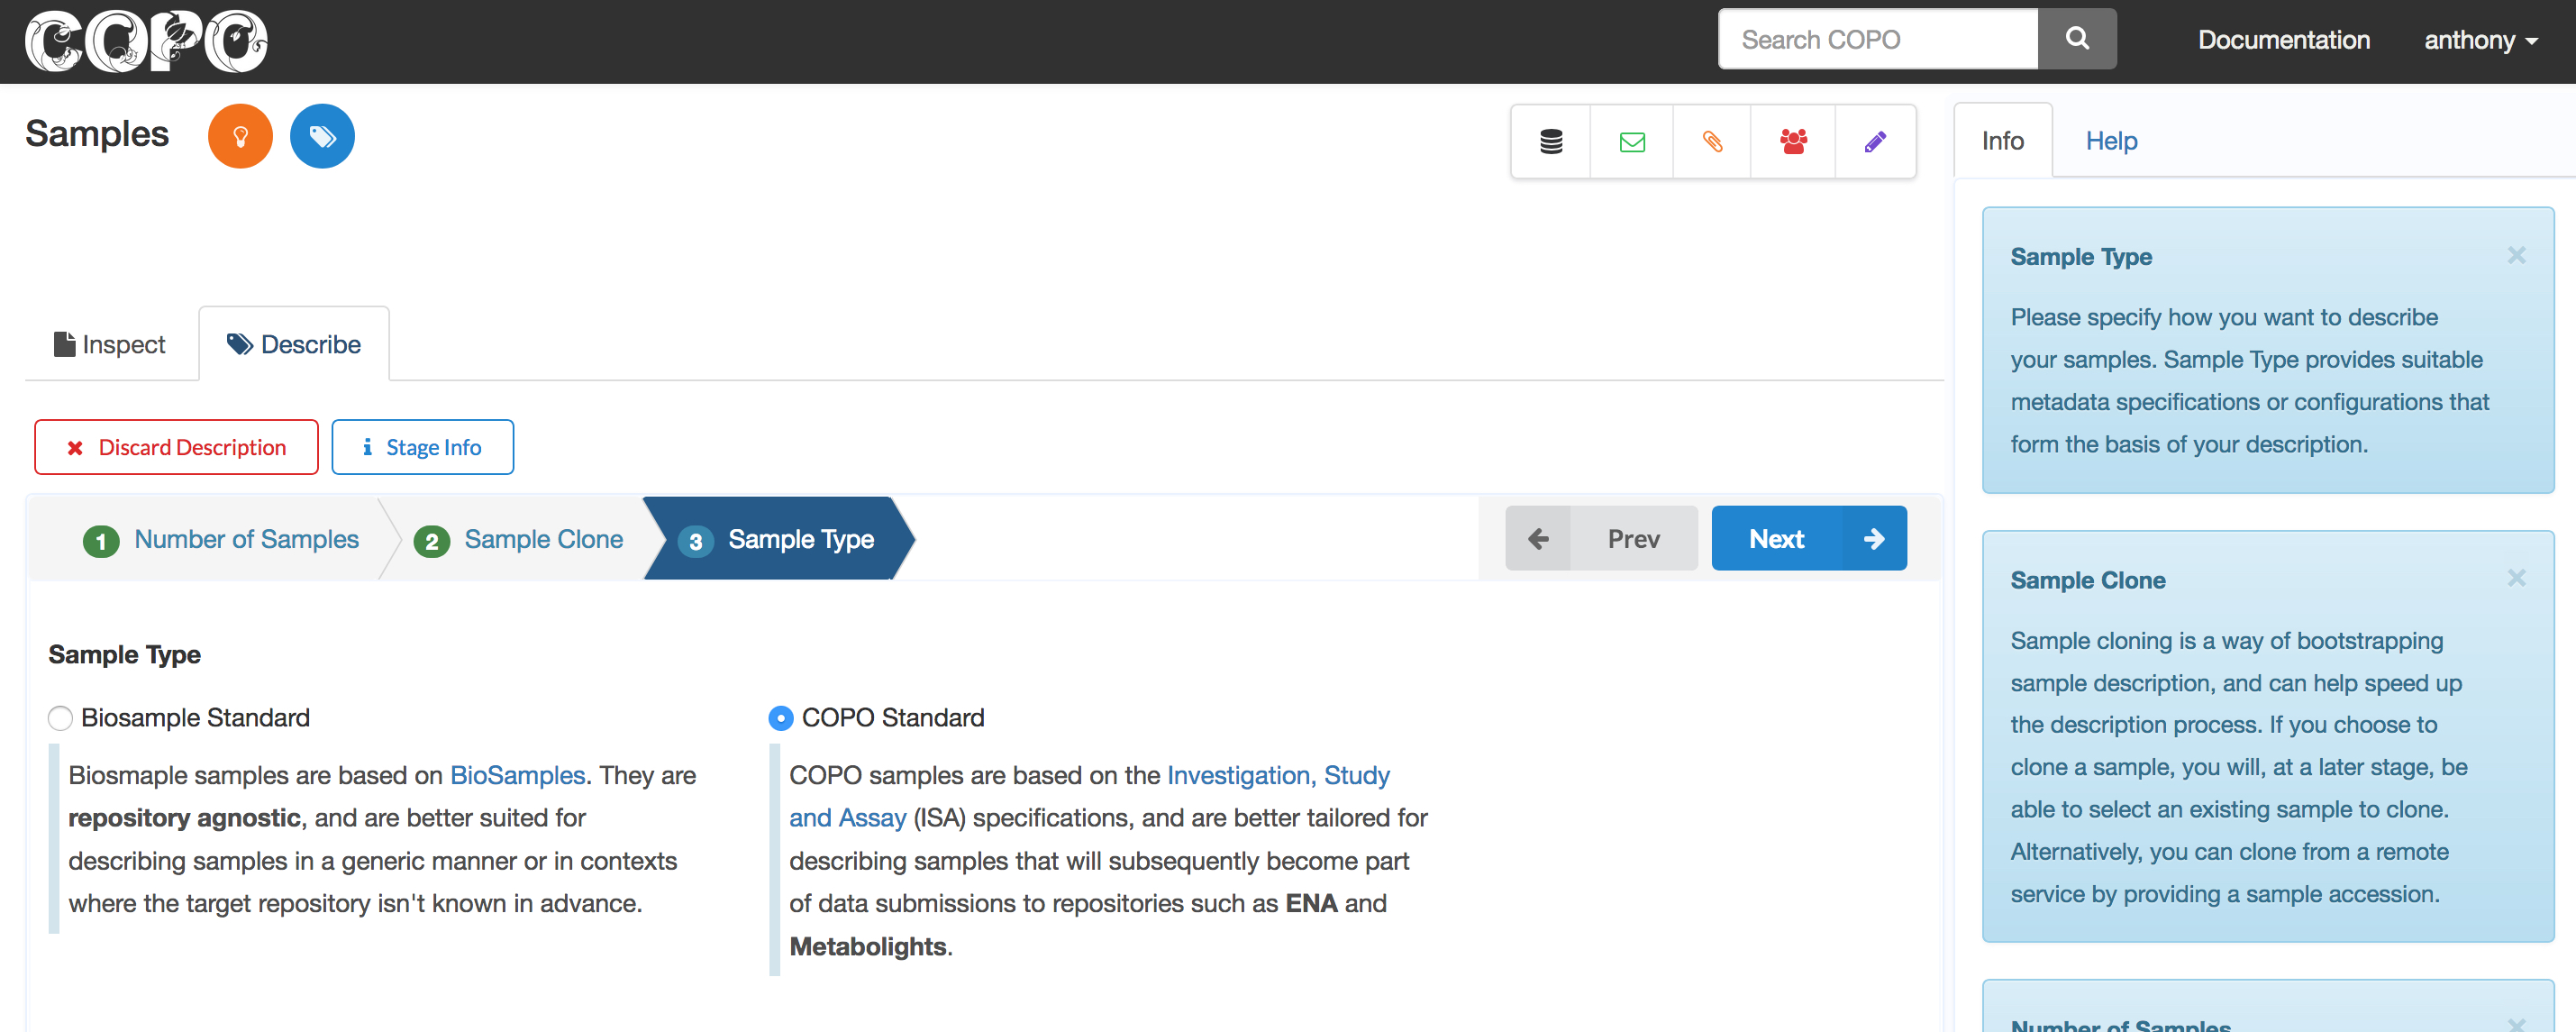 COPO
Search COPO
Documentation
anthony
Samples
Info
Help
Inspect
Describe
Discard Description
Stage Info
1 Number of Samples
2 Sample Clone
3 Sample Type
Prev
Next
Sample Type
Biosample Standard
Biosmaple samples are based on BioSamples. They are
repository agnostic, and are better suited for
describing samples in a generic manner or in contexts
where the target repository isn't known in advance.
COPO Standard
COPO samples are based on the Investigation, Study
and Assay (ISA) specifications, and are better tailored for
describing samples that will subsequently become part
of data submissions to repositories such as ENA and
Metabolights.
Sample Type
Please specify how you want to describe
your samples. Sample Type provides suitable
metadata specifications or configurations that
form the basis of your description.
Sample Clone
Sample cloning is a way of bootstrapping
sample description, and can help speed up
the description process. If you choose to
clone a sample, you will, at a later stage, be
able to select an existing sample to clone.
Alternatively, you can clone from a remote
service by providing a sample accession.
Number of Samples